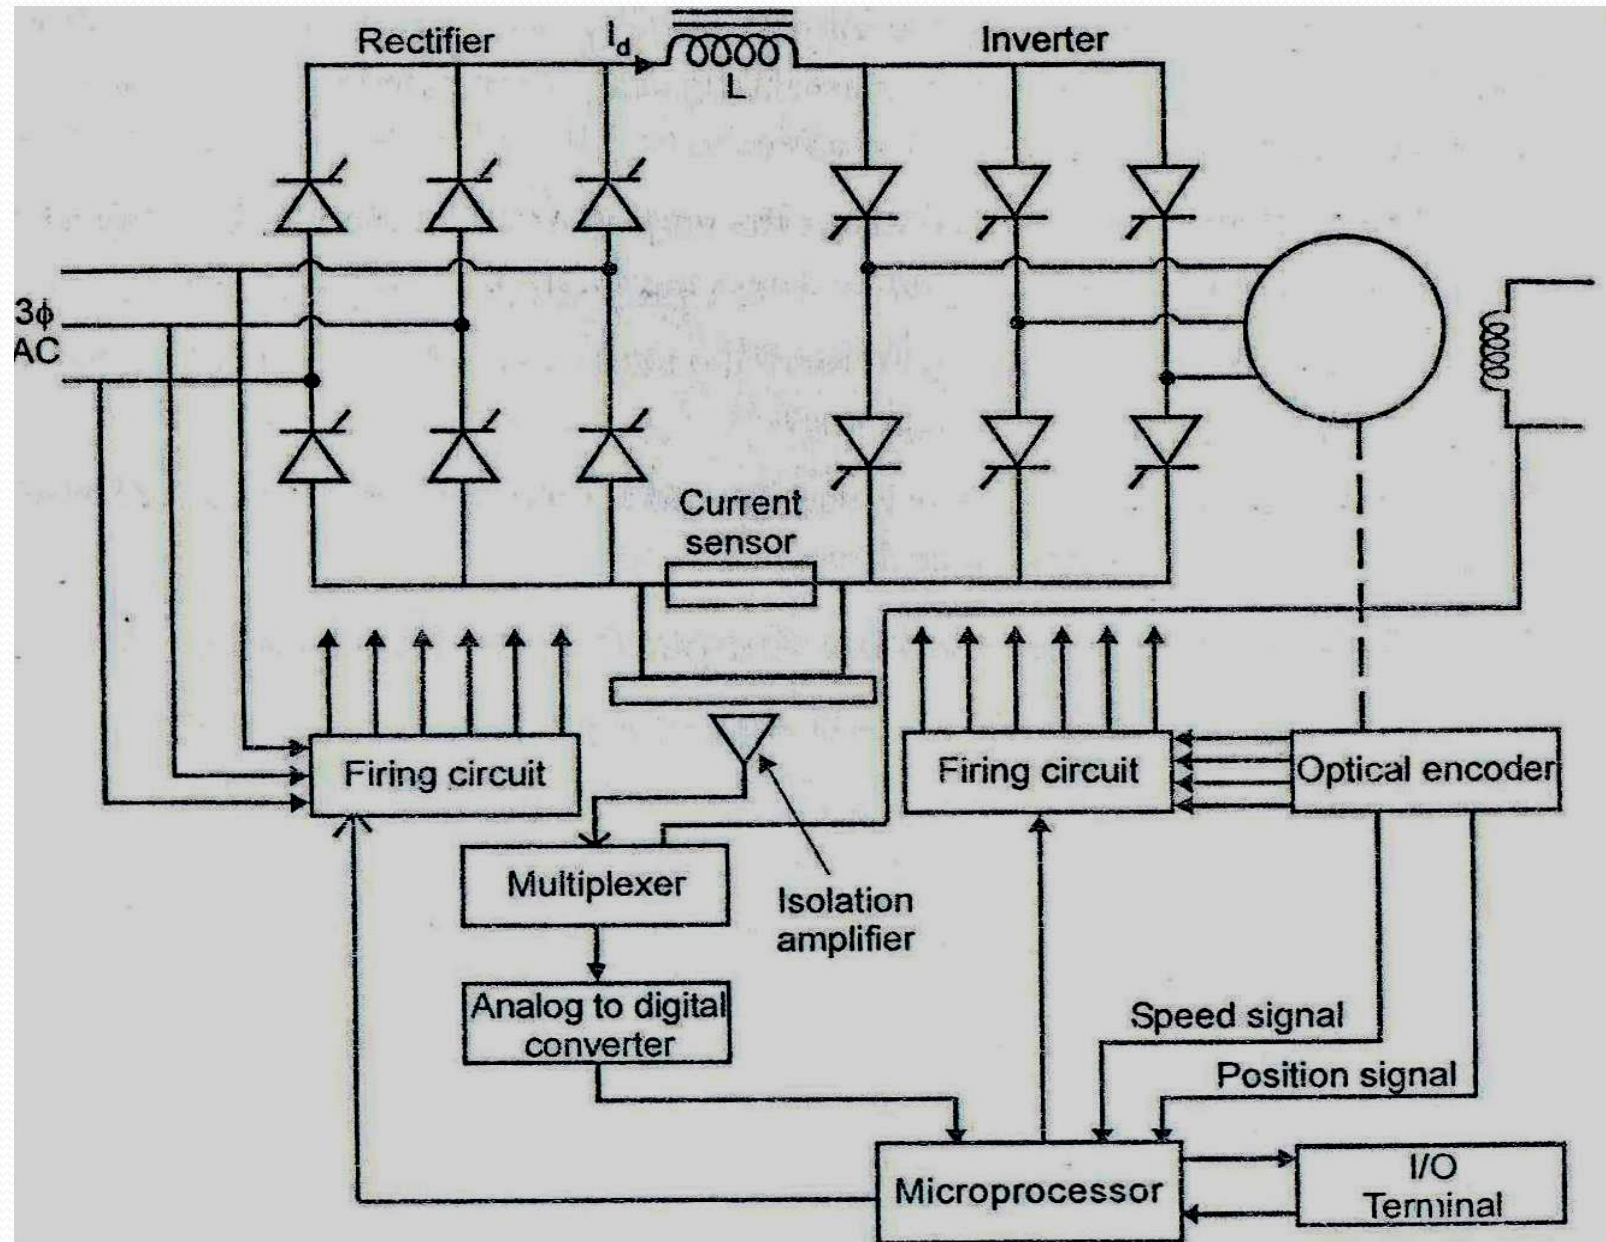 Rectifier
Id
L
Inverter
3ϕ
AC
Current
sensor
Firing circuit
Firing circuit
Optical encoder
Multiplexer
Isolation
amplifier
Analog to digital
converter
Speed signal
Position signal
Microprocessor
I/O
Terminal